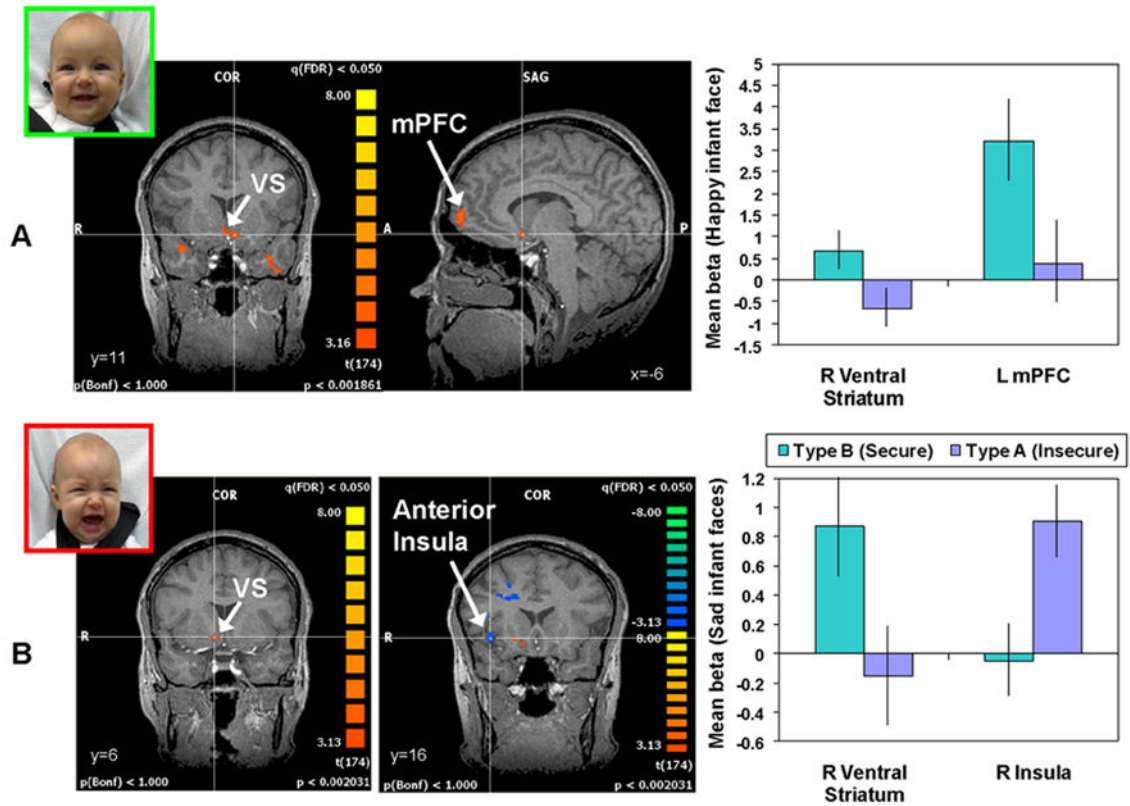 A
COR
q(FDR) < 0.050
8.00
VS
R
3.16
t(174)
y=11
p(Bonf) < 1.000
p < 0.001861
SAG
mPFC
A
P
x=-6
Mean beta (Happy infant face)
5
4.5
4
3.5
3
2.5
2
1.5
1
0.5
0
-0.5
-1
-1.5
R Ventral
Striatum
L mPFC
B
COR
q(FDR) < 0.050
8.00
VS
R
3.13
t(174)
y=6
p(Bonf) < 1.000
p < 0.002031
COR
q(FDR) < 0.050
-8.00
Anterior
Insula
-3.13
8.00
R
3.13
t(174)
y=16
p(Bonf) < 1.000
p < 0.002031
Type B (Secure) Type A (Insecure)
Mean beta (Sad infant faces)
1.2
1
0.8
0.6
0.4
0.2
0
-0.2
-0.4
-0.6
R Ventral
Striatum
R Insula